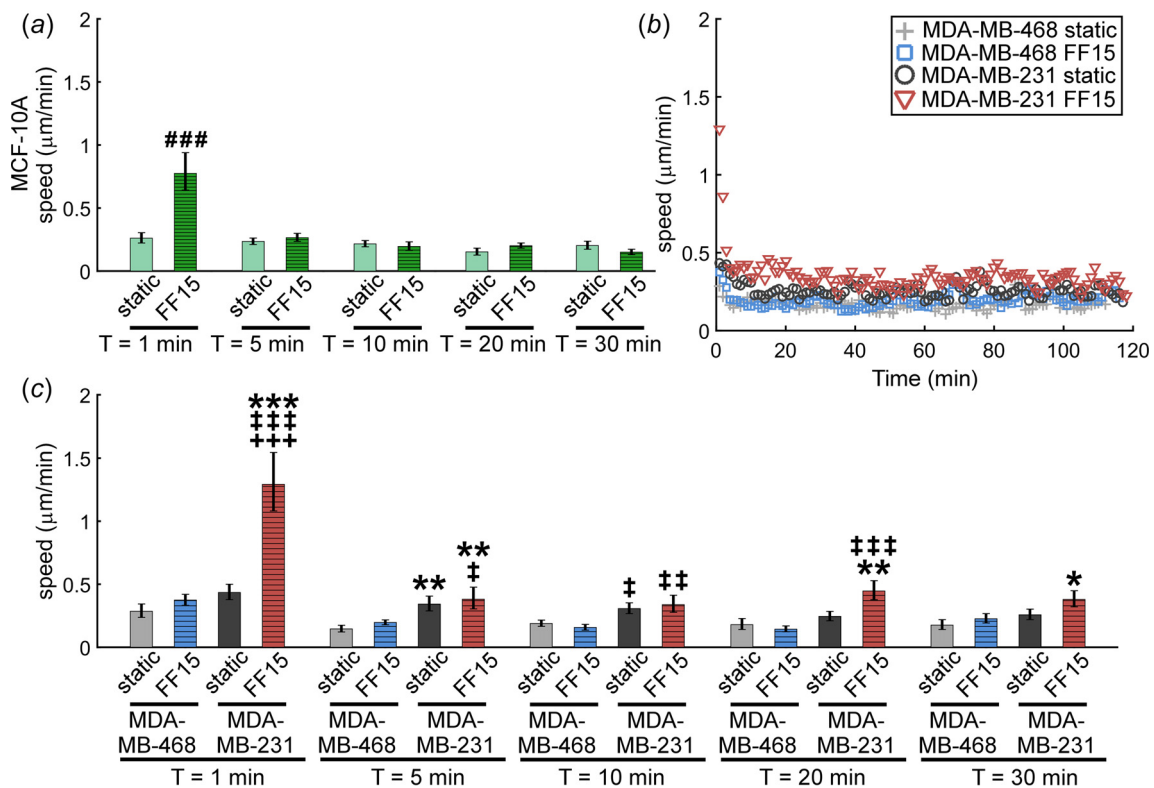 (a)
MCF-10A
speed (μm/min)
2
1.5
1
0.5
0
###
static
FF15
static
FF15
static
FF15
static
FF15
static
FF15
T = 1 min
T = 5 min
T = 10 min
T = 20 min
T = 30 min
(b)
speed (μm/min)
2
1.5
1
0.5
0
MDA-MB-468 static
MDA-MB-468 FF15
MDA-MB-231 static
MDA-MB-231 FF15
0 20 40 60 80 100 120
Time (min)
(c)
speed (μm/min)
2
1.5
1
0.5
0
***
‡‡‡
+++
**
**
‡
‡
‡‡
‡‡‡
**
*
static FF15 static FF15
static FF15 static FF15
static FF15 static FF15
static FF15 static FF15
static FF15 static FF15
MDA- MDA- MDA- MDA- MDA- MDA- MDA- MDA- MDA- MDA-
MB-468 MB-231 MB-468 MB-231 MB-468 MB-231 MB-468 MB-231 MB-468 MB-231
T = 1 min T = 5 min T = 10 min T = 20 min T = 30 min